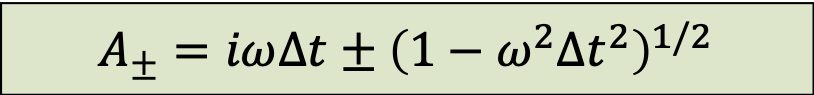 A± = iωΔt ± (1 − ω²Δt²)^{1/2}